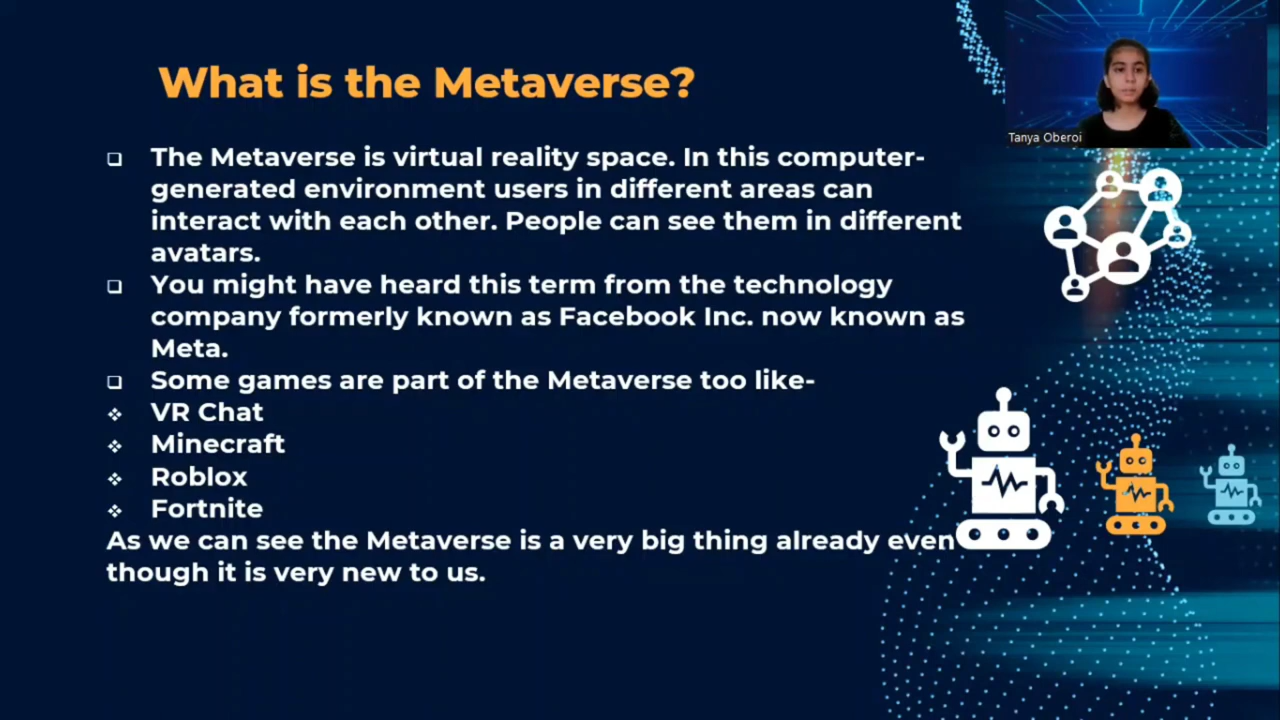 What is the Metaverse?
Tanya Oberoi
The Metaverse is virtual reality space. In this computer-
generated environment users in different areas can
interact with each other. People can see them in different
avatars.
You might have heard this term from the technology
company formerly known as Facebook Inc. now known as
Meta.
Some games are part of the Metaverse too like-
VR Chat
Minecraft
Roblox
Fortnite
As we can see the Metaverse is a very big thing already even
though it is very new to us.